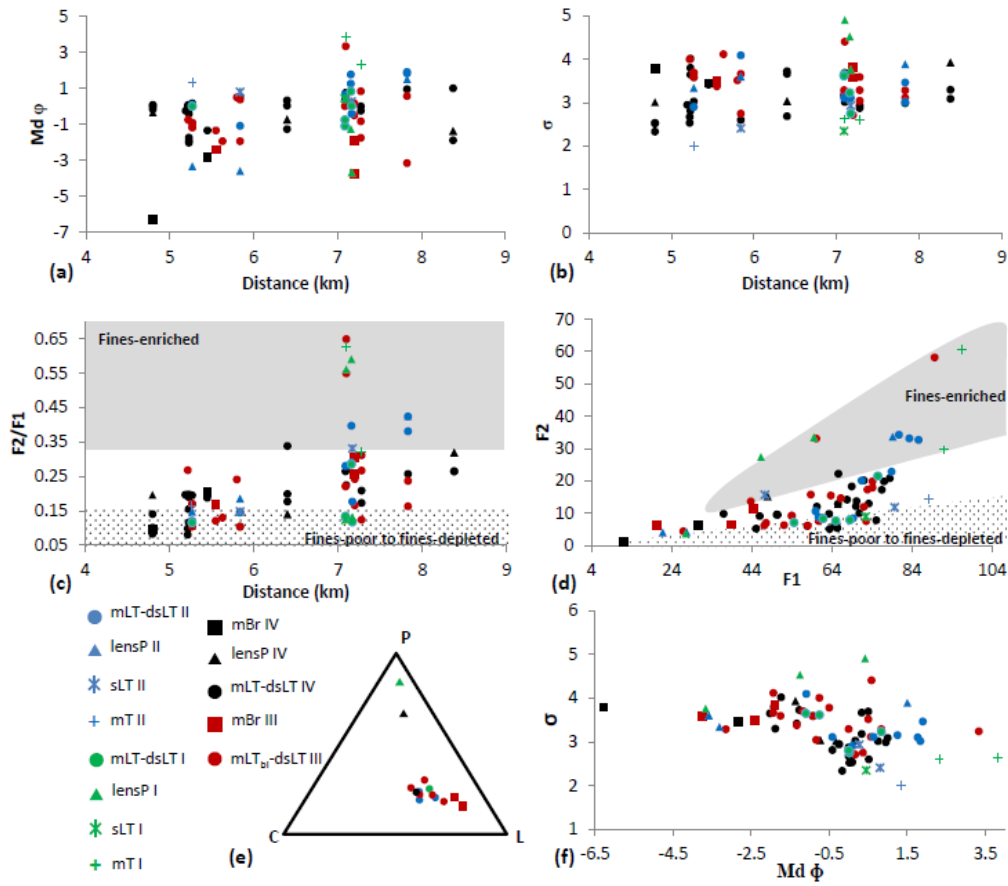 5
3
1
-1
-3
-5
-7
Md φ
4 5 6 7 8 9
(a) Distance (km)
5
4
3
2
1
0
σ
4 5 6 7 8 9
(b) Distance (km)
0.65
0.55
0.45
0.35
0.25
0.15
0.05
F2/F1
Fines-enriched
Fines-poor to fines-depleted
4 5 6 7 8 9
(c) Distance (km)
70
60
50
40
30
20
10
0
F2
Fines-enriched
Fines-poor to fines-depleted
4 24 44 64 84 104
(d) F1
mLT-dsLT II
lensP II
sLT II
mT II
mLT-dsLT I
lensP I
sLT I
mT I
mBr IV
lensP IV
mLT-dsLT IV
mBr III
mLTbl-dsLT III
P
C
L
(e)
6
5
4
3
2
1
σ
-6.5 -4.5 -2.5 -0.5 1.5 3.5
Md ϕ
(f)